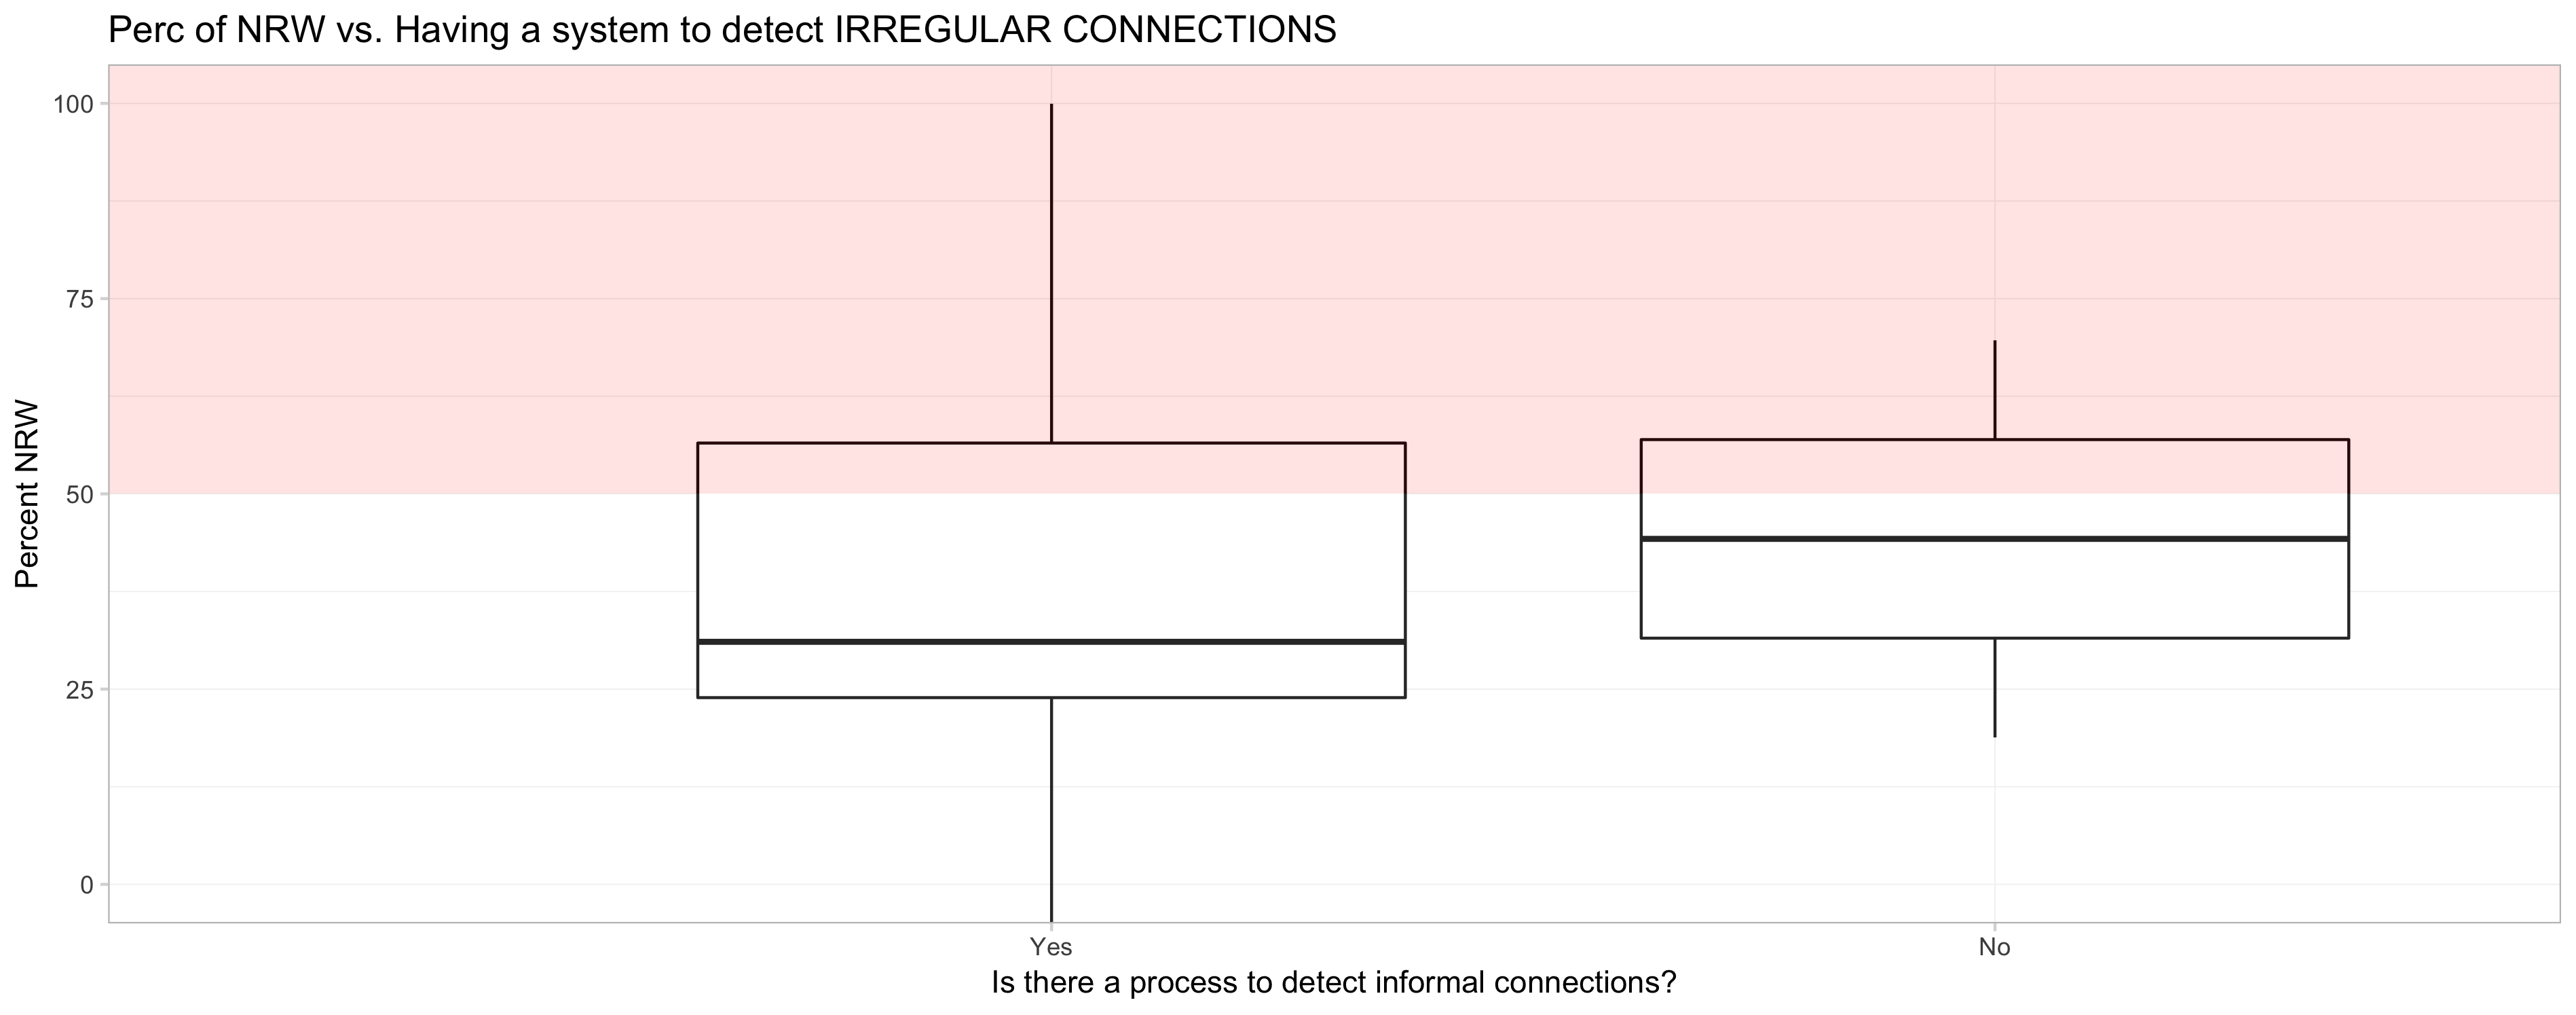 Perc of NRW vs. Having a system to detect IRREGULAR CONNECTIONS
100
75
50
25
0
Percent NRW
Yes
No
Is there a process to detect informal connections?